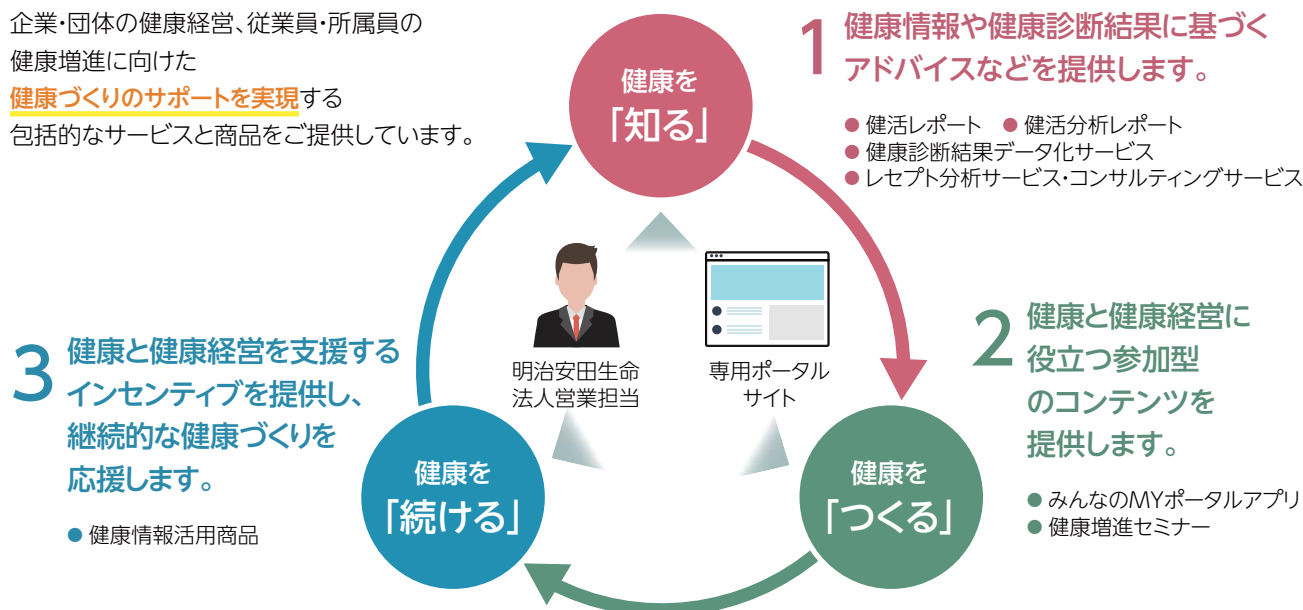 企業・団体の健康経営、従業員・所属員の
健康増進に向けた
健康づくりのサポートを実現する
包括的なサービスと商品をご提供しています。
健康を
「知る」
1 健康情報や健康診断結果に基づく
アドバイスなどを提供します。
● 健活レポート ● 健活分析レポート
● 健康診断結果データ化サービス
● レセプト分析サービス・コンサルティングサービス
明治安田生命
法人営業担当
専用ポータル
サイト
2 健康と健康経営に
役立つ参加型
のコンテンツを
提供します。
● みんなのMYポータルアプリ
● 健康増進セミナー
健康を
「つくる」
3 健康と健康経営を支援する
インセンティブを提供し、
継続的な健康づくりを
応援します。
● 健康情報活用商品
健康を
「続ける」